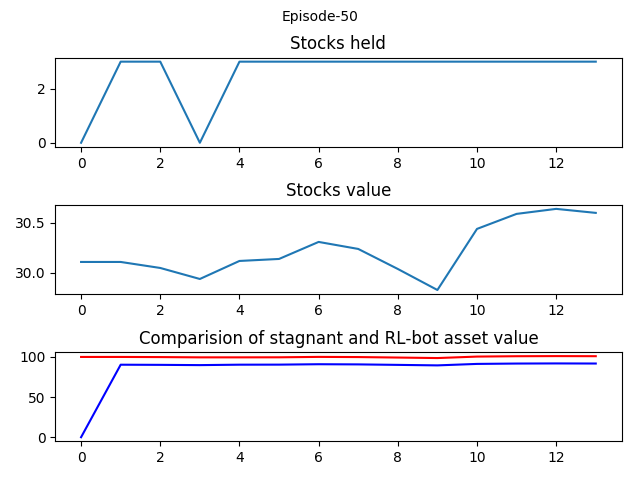 Episode-50
Stocks held
2
0
0 2 4 6 8 10 12
Stocks value
30.5
30.0
0 2 4 6 8 10 12
Comparision of stagnant and RL-bot asset value
100
50
0
0 2 4 6 8 10 12